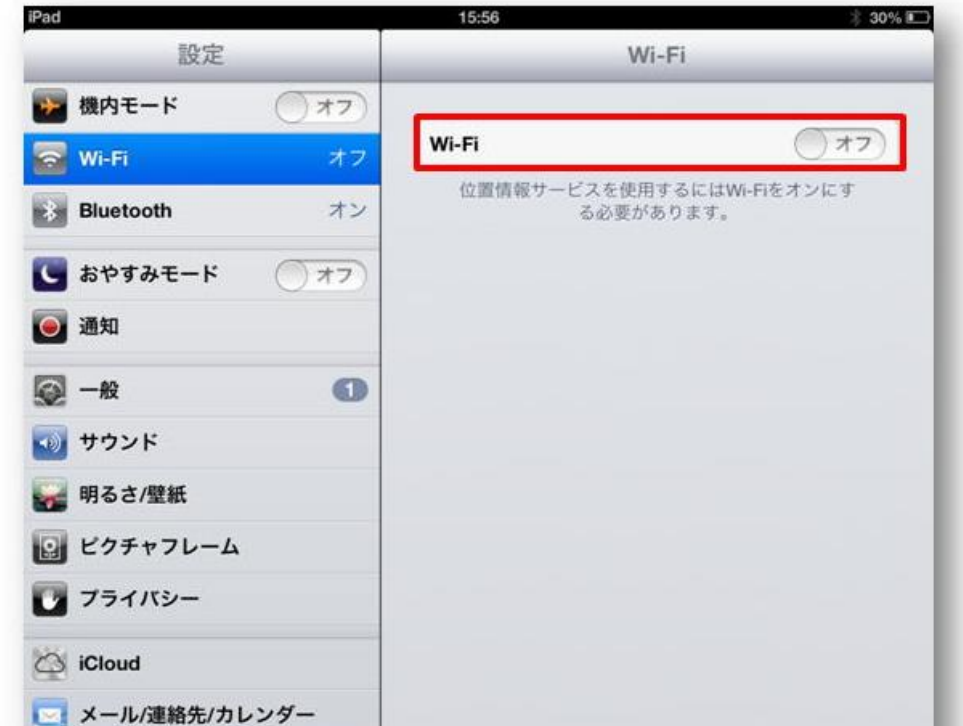 iPad 15:56 30%
設定
Wi-Fi
機内モード オフ
Wi-Fi オフ
Bluetooth オン
おやすみモード オフ
通知
一般 1
サウンド
明るさ/壁紙
ピクチャフレーム
プライバシー
iCloud
メール/連絡先/カレンダー
Wi-Fi オフ
位置情報サービスを使用するにはWi-Fiをオンにす
る必要があります。